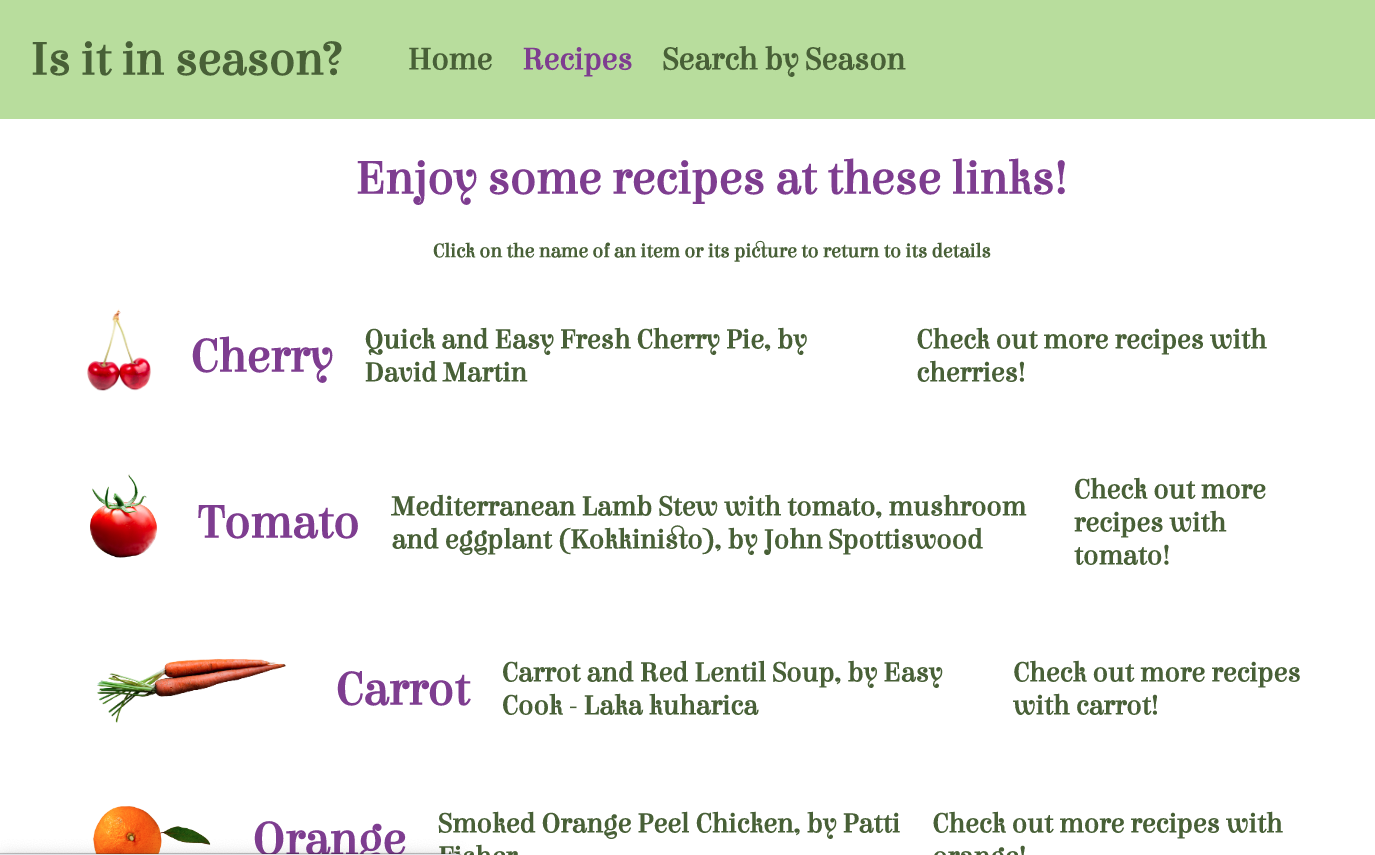 Is it in season? Home Recipes Search by Season
Enjoy some recipes at these links!
Click on the name of an item or its picture to return to its details
Cherry
Quick and Easy Fresh Cherry Pie, by
David Martin
Check out more recipes with
cherries!
Tomato
Mediterranean Lamb Stew with tomato, mushroom
and eggplant (Kokkinisto), by John Spottiswood
Check out more
recipes with
tomato!
Carrot
Carrot and Red Lentil Soup, by Easy
Cook - Laka kuharica
Check out more recipes
with carrot!
Orange
Smoked Orange Peel Chicken, by Patti
Check out more recipes with
orange!